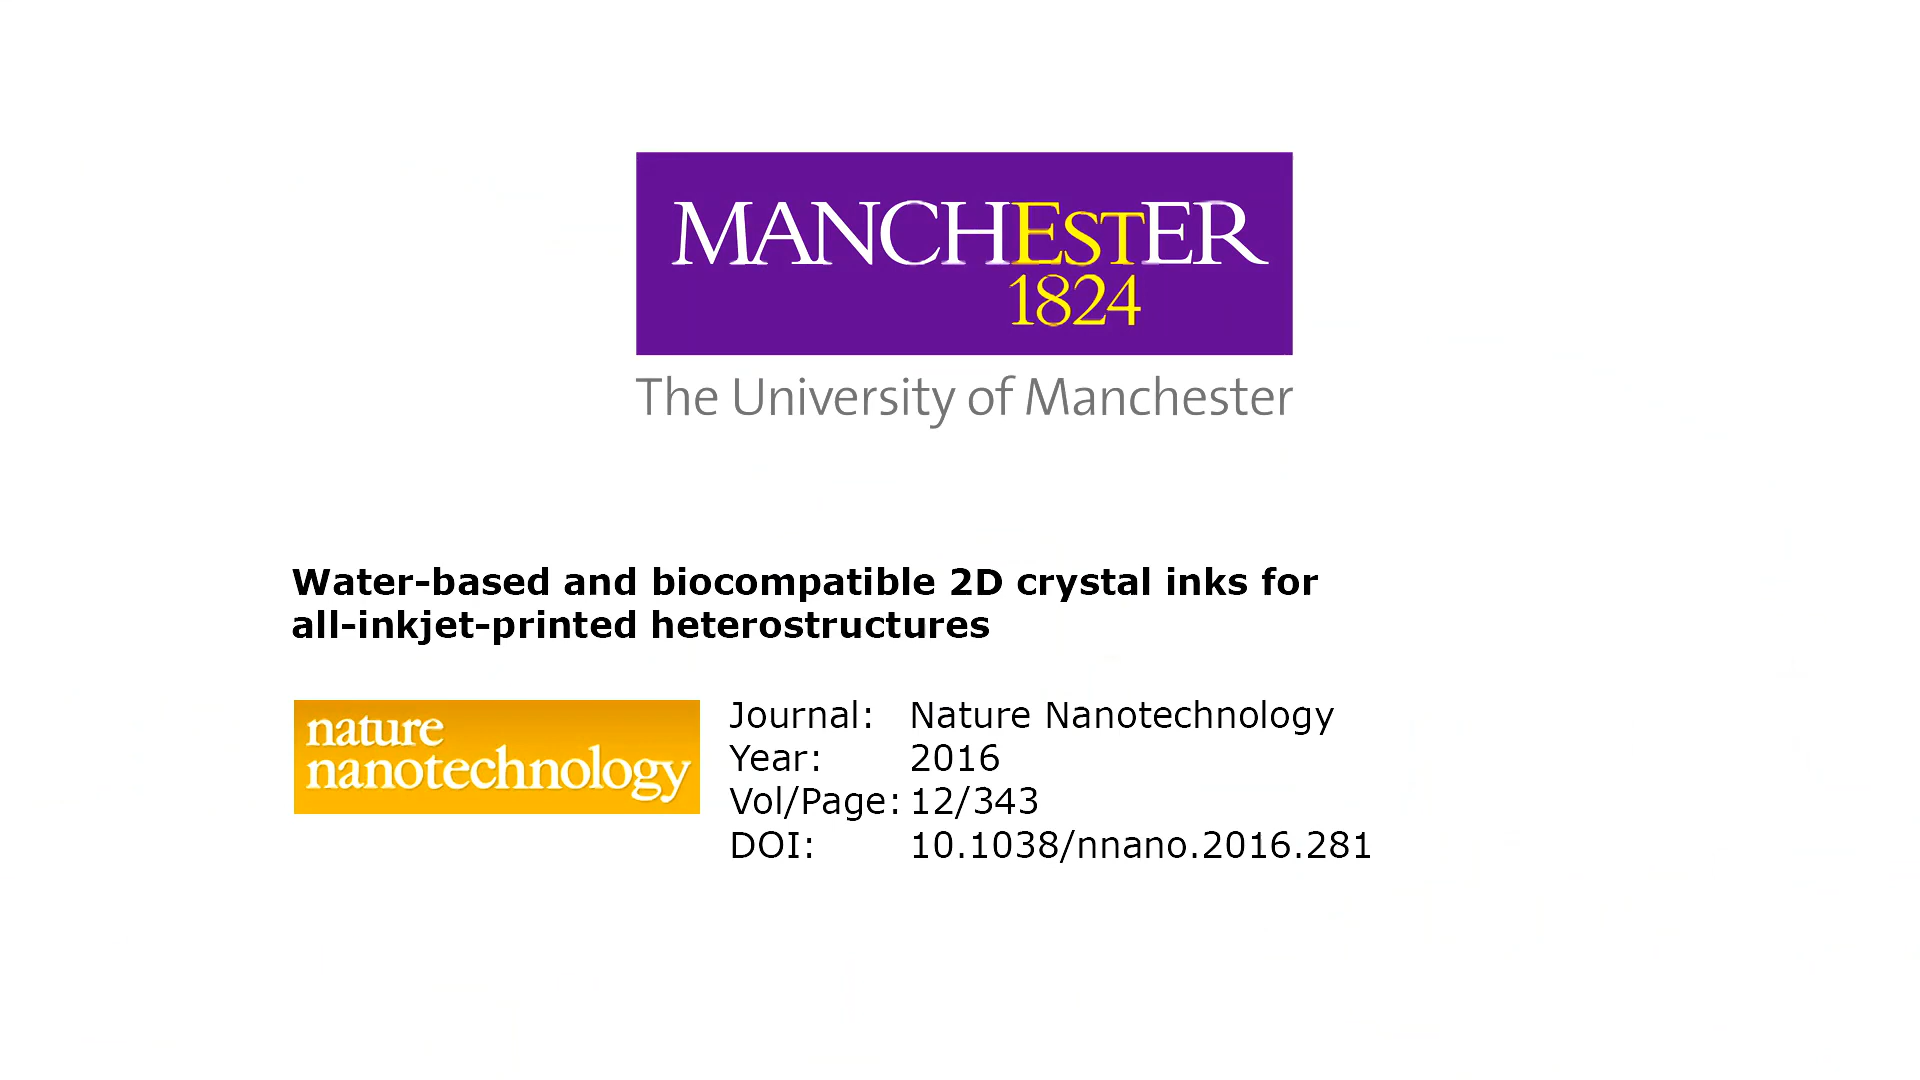 MANCHESTER
1824
The University of Manchester
Water-based and biocompatible 2D crystal inks for
all-inkjet-printed heterostructures
nature
nanotechnology
Journal: Nature Nanotechnology
Year: 2016
Vol/Page: 12/343
DOI: 10.1038/nnano.2016.281